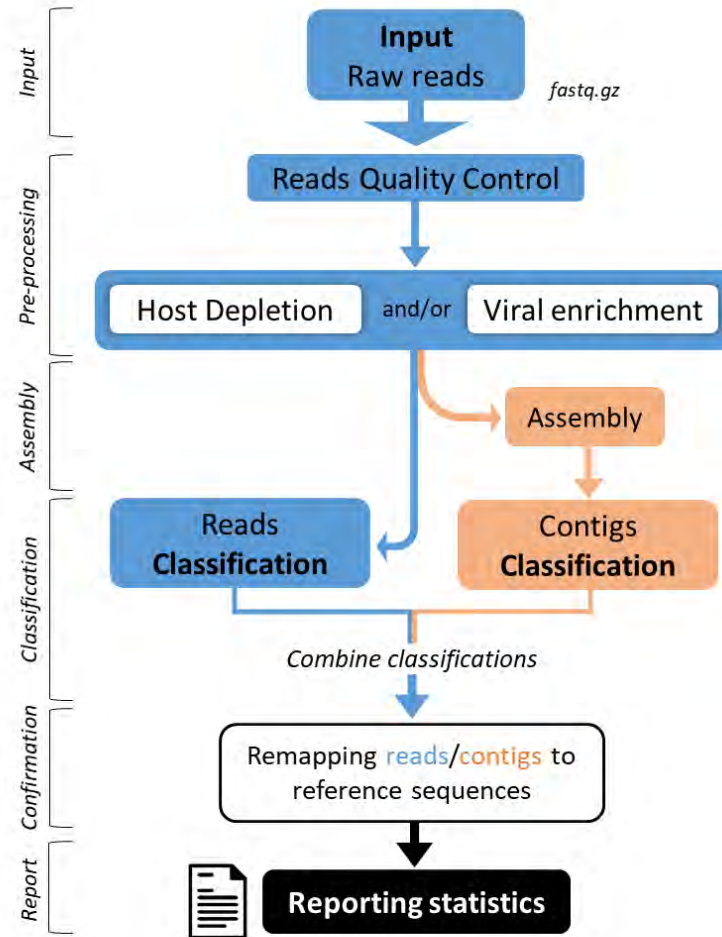 Input
Input
Raw reads
fastq.gz
Pre-processing
Reads Quality Control
Host Depletion and/or Viral enrichment
Assembly
Assembly
Classification
Reads
Classification
Contigs
Classification
Combine classifications
Confirmation
Remapping reads/contigs to
reference sequences
Report
Reporting statistics